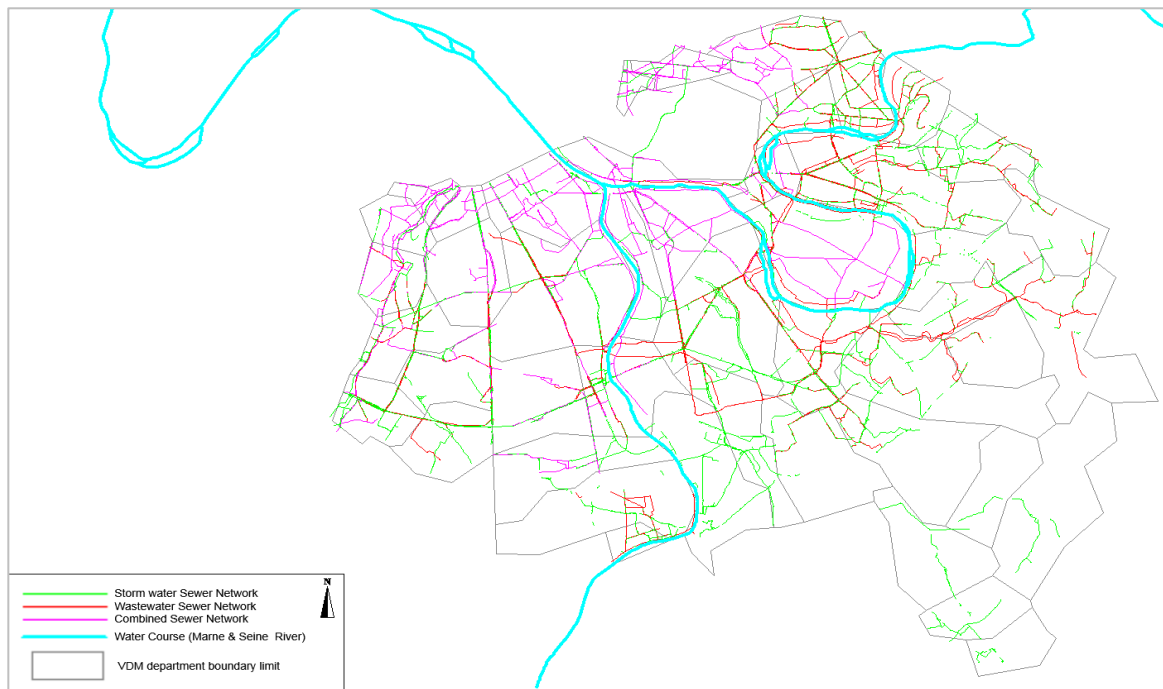 N
Storm water Sewer Network
Wastewater Sewer Network
Combined Sewer Network
Water Course (Marne & Seine River)
VDM department boundary limit